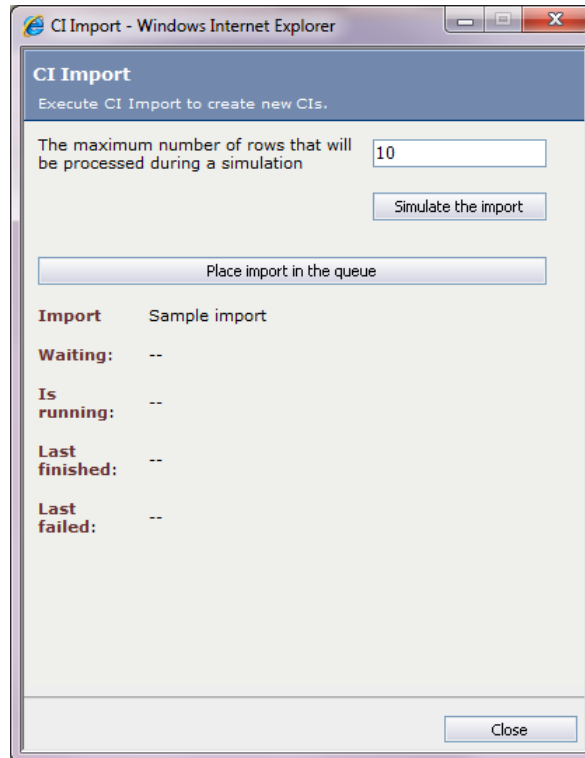 CI Import - Windows Internet Explorer
CI Import
Execute CI Import to create new CIs.
The maximum number of rows that will
be processed during a simulation
10
Simulate the import
Place import in the queue
Import Sample import
Waiting: --
Is
running: --
Last
finished: --
Last
failed: --
Close